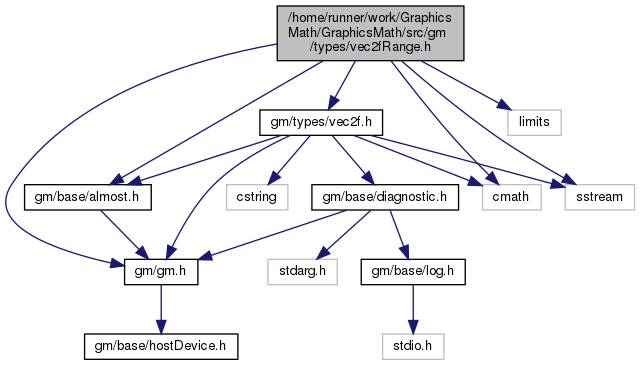 /home/runner/work/Graphics
Math/GraphicsMath/src/gm
/types/vec2fRange.h
gm/types/vec2f.h
limits
gm/base/almost.h
cstring
gm/base/diagnostic.h
cmath
sstream
gm/gm.h
stdarg.h
gm/base/log.h
gm/base/hostDevice.h
stdio.h